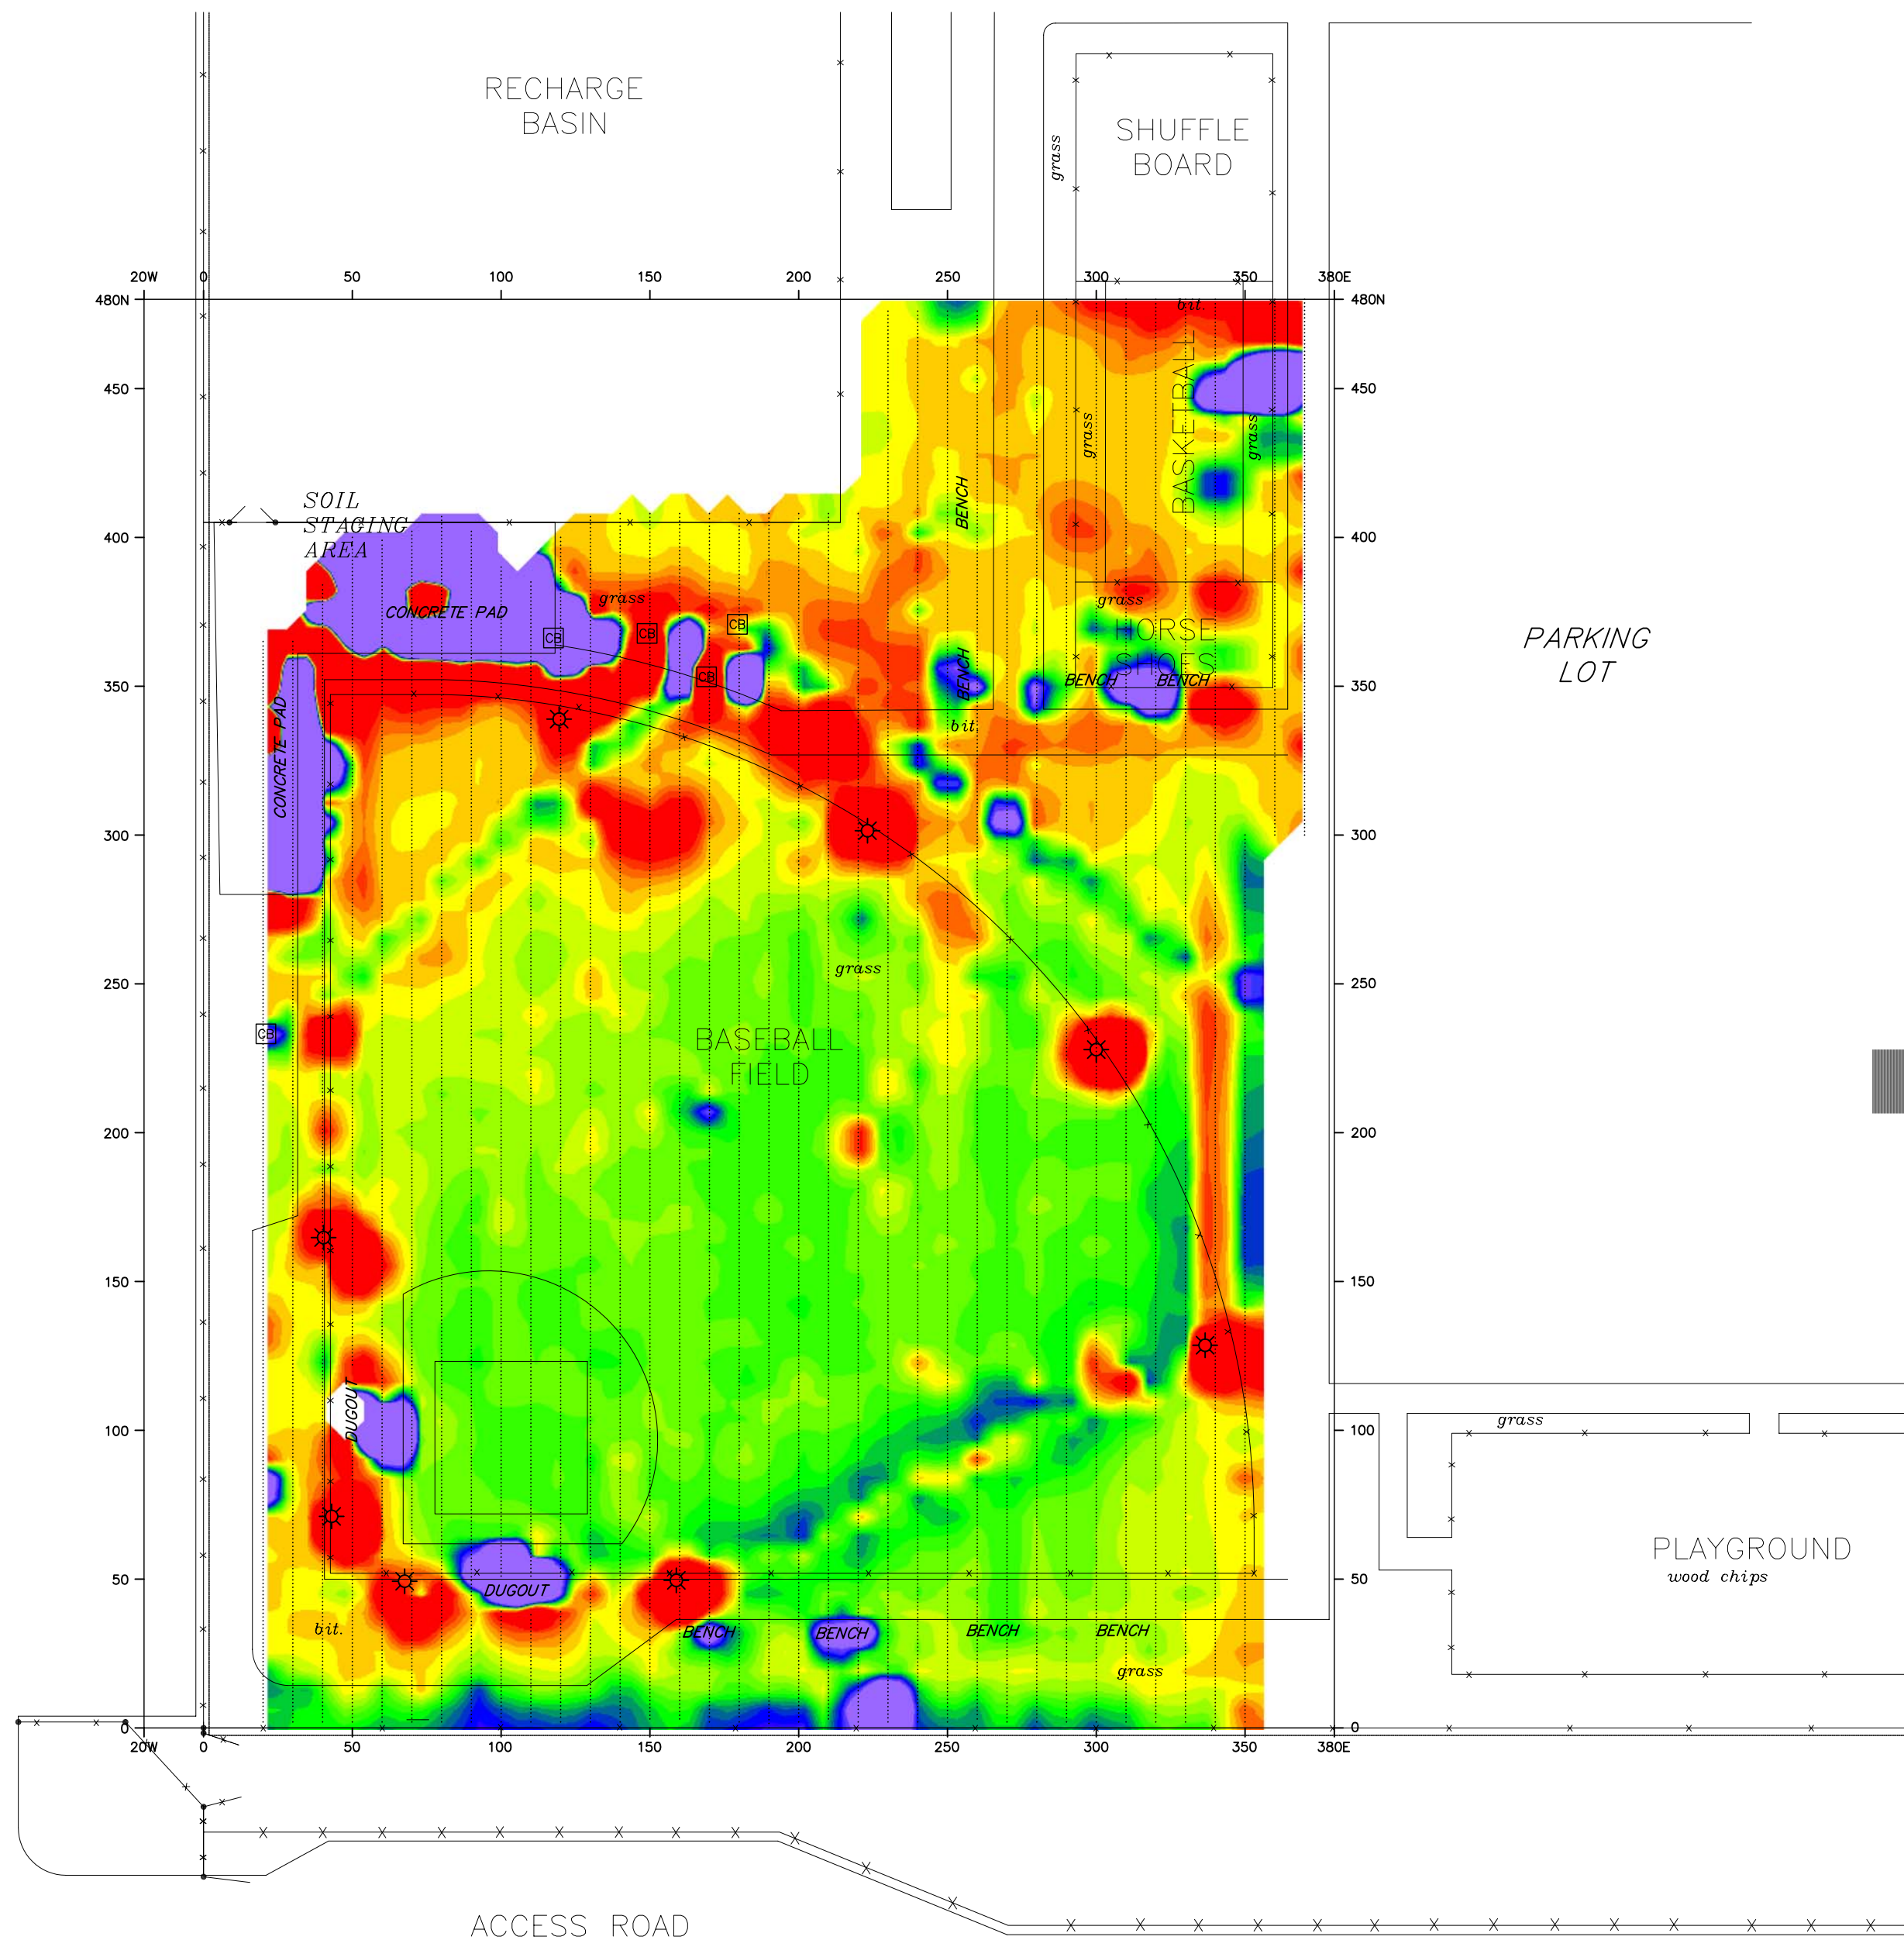 RECHARGE
BASIN
SHUFFLE
BOARD
grass
20W 0 50 100 150 200 250 300 350 380E
480N
480N
bit.
BASKETBALL
grass
grass
450
450
SOIL
STAGING
AREA
BENCH
400
400
CONCRETE PAD
grass
grass
CB
CB
CB
CB
HORSE
SHOES
PARKING
LOT
350
350
BENCH
BENCH
BENCH
bit.
CONCRETE PAD
300
300
grass
250
250
CB
BASEBALL
FIELD
200
200
150
150
DUGOUT
100
100
grass
PLAYGROUND
wood chips
50
50
DUGOUT
bit.
BENCH
BENCH
BENCH
BENCH
grass
0
0
20W 0 50 100 150 200 250 300 350 380E
ACCESS ROAD